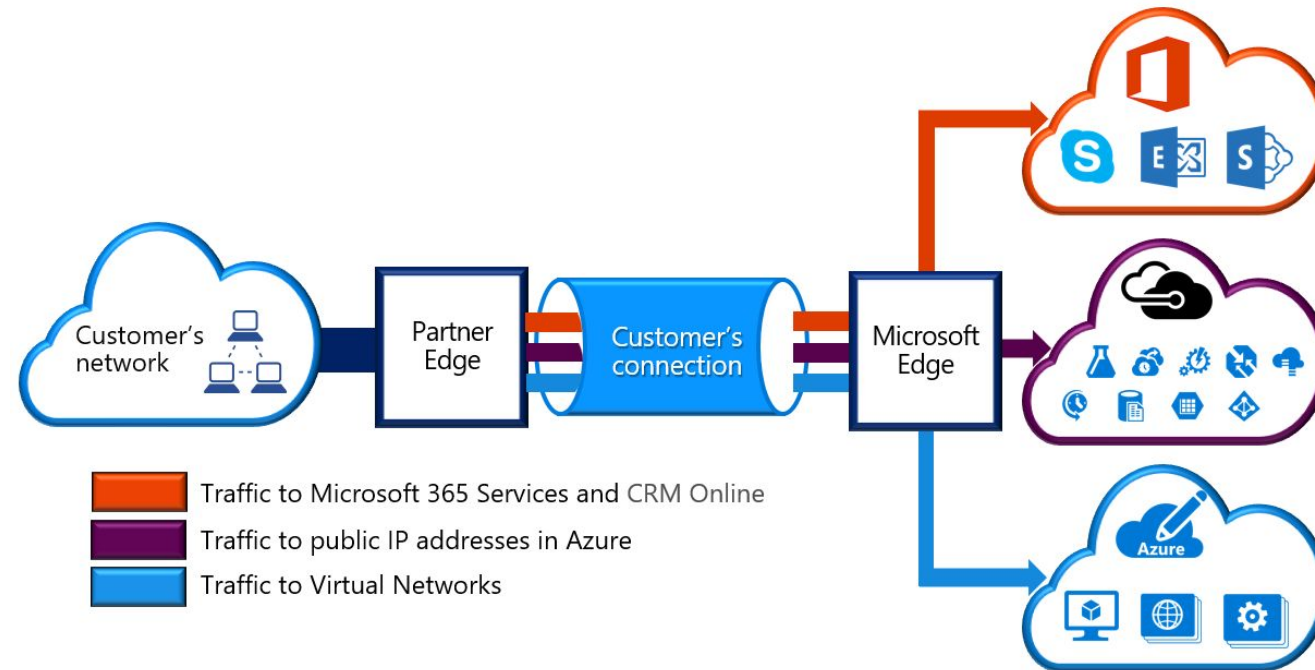 Customer's
network
Partner
Edge
Customer's
connection
Microsoft
Edge
S
E
S
Azure
Traffic to Microsoft 365 Services and CRM Online
Traffic to public IP addresses in Azure
Traffic to Virtual Networks